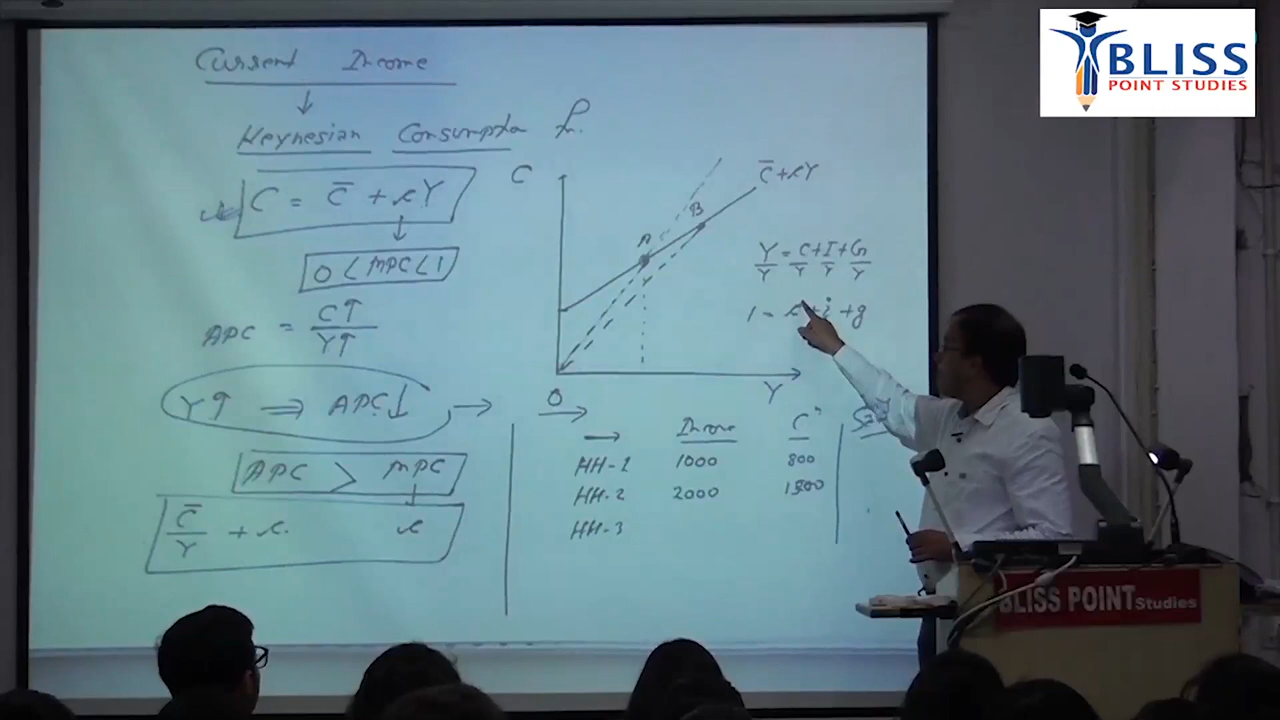 BLISS
POINT STUDIES
Current Income
↓
Keynesian Consumption f.
C = C̄ + cY
↓
0 < MPC < 1
APC = C↑/Y↑
Y↑ ⇒ APC↓ →
APC > MPC
C̄/Y + c c
C
C̄+cY
A
B
O
Y
Y/Y = C/Y + I/Y + G/Y
1 = c + i + g
Income C
HH-1 1000 800
HH-2 2000 1500
HH-3
BLISS POINT Studies